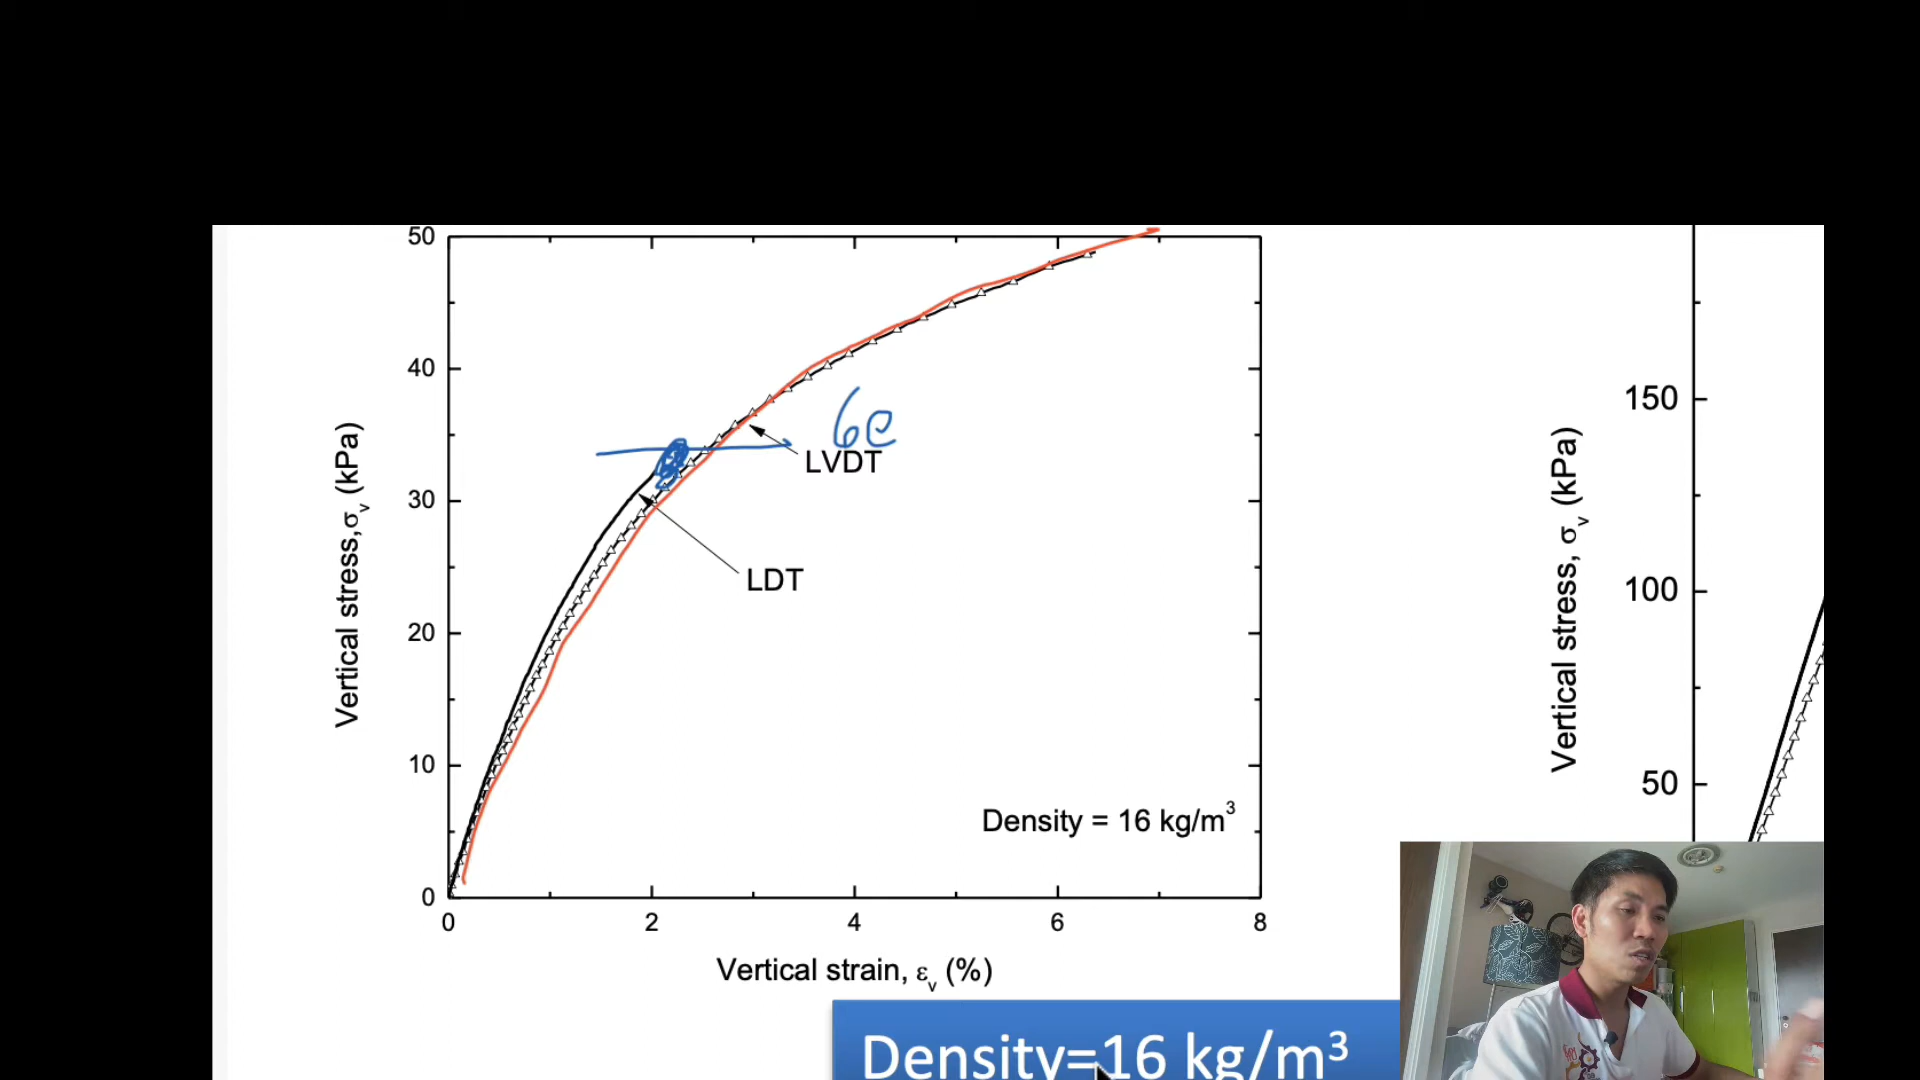 50
40
30
20
10
0
0 2 4 6 8
Vertical stress,σv (kPa)
Vertical strain, εv (%)
6e
LVDT
LDT
Density = 16 kg/m³
150
100
50
Vertical stress, σv (kPa)
Density=16 kg/m³